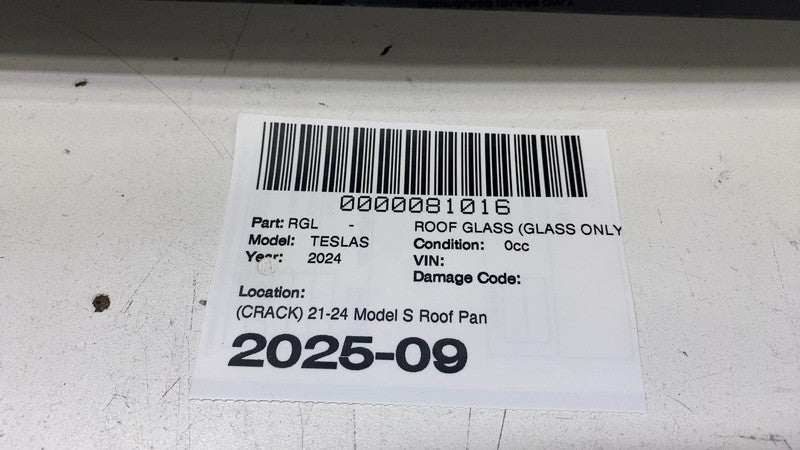 0000081016
Part: RGL - ROOF GLASS (GLASS ONLY
Model: TESLAS Condition: 0cc
Year: 2024 VIN:
Damage Code:
Location:
(CRACK) 21-24 Model S Roof Pan
2025-09